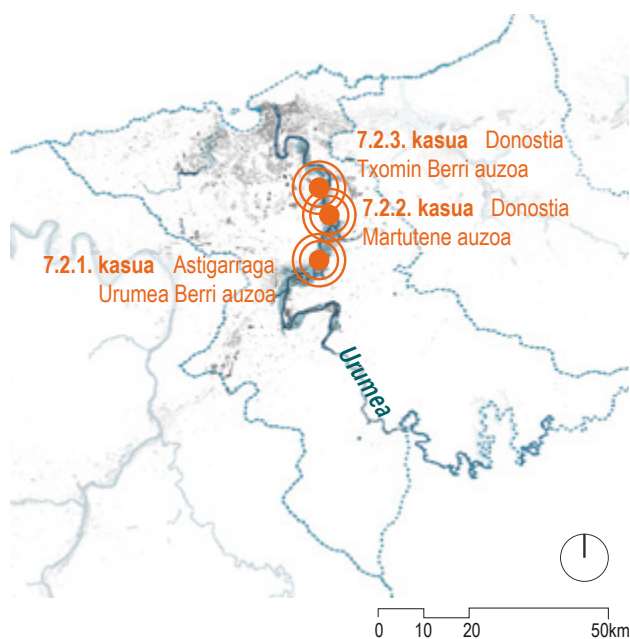 7.2.3. kasua Donostia
Txomin Berri auzoa
7.2.2. kasua Donostia
Martutene auzoa
7.2.1. kasua Astigarraga
Urumea Berri auzoa
Urumea
0 10 20 50km